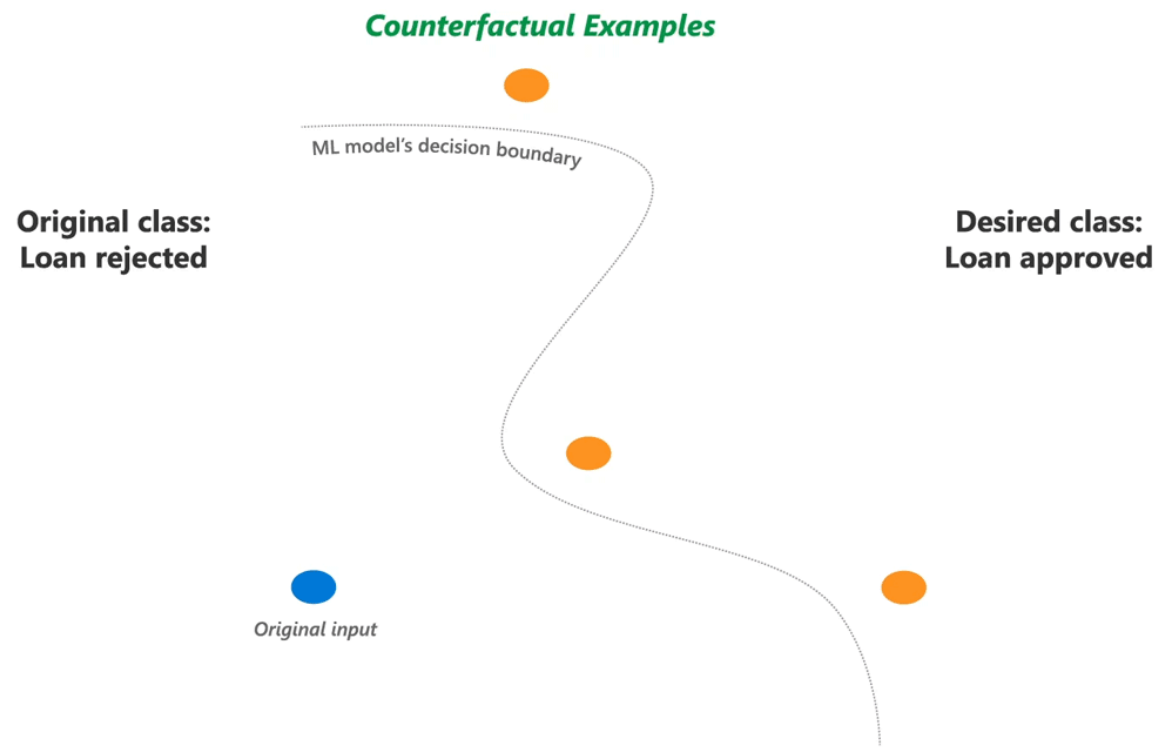 Counterfactual Examples
ML model's decision boundary
Original class:
Loan rejected
Desired class:
Loan approved
Original input